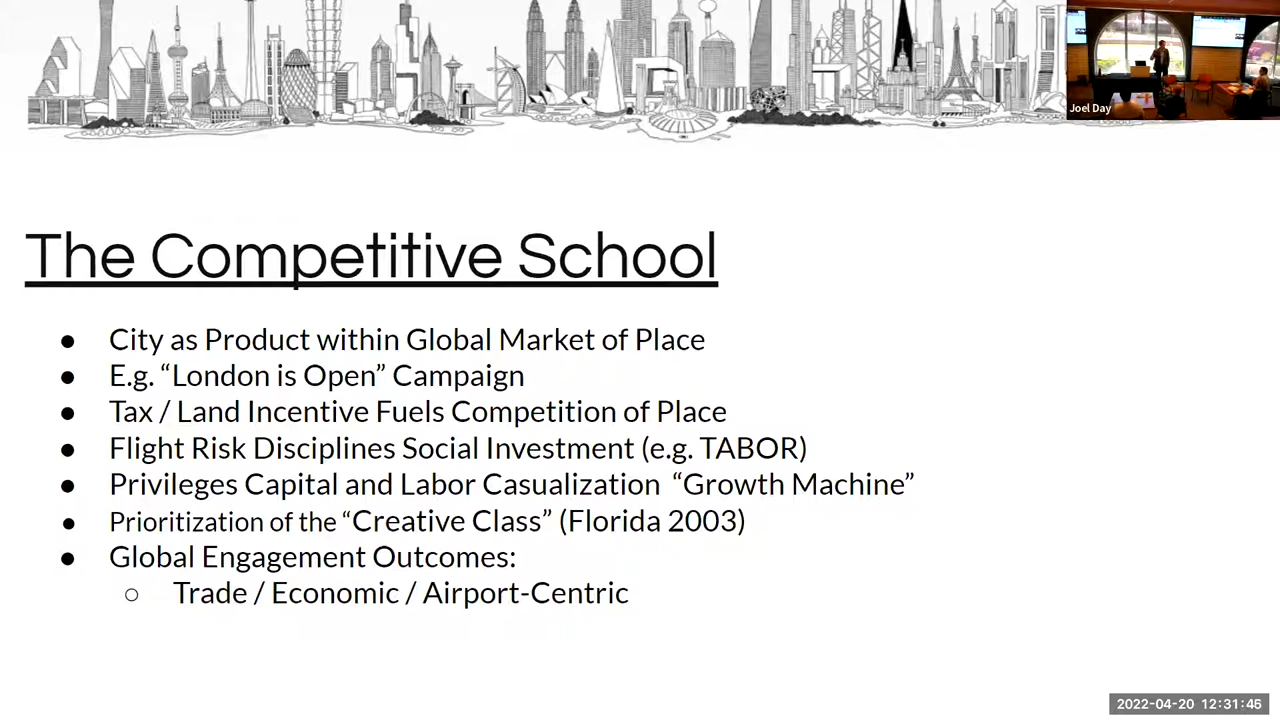 Joel Day
The Competitive School
● City as Product within Global Market of Place
● E.g. “London is Open” Campaign
● Tax / Land Incentive Fuels Competition of Place
● Flight Risk Disciplines Social Investment (e.g. TABOR)
● Privileges Capital and Labor Casualization “Growth Machine”
● Prioritization of the “Creative Class” (Florida 2003)
● Global Engagement Outcomes:
○ Trade / Economic / Airport-Centric
2022-04-20 12:31:45